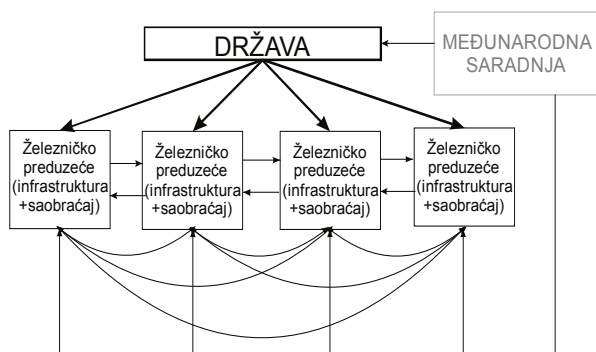 DRŽAVA
MEĐUNARODNA
SARADNJA
Železničko
preduzeće
(infrastruktura
+saobraćaj)
Železničko
preduzeće
(infrastruktura
+saobraćaj)
Železničko
preduzeće
(infrastruktura
+saobraćaj)
Železničko
preduzeće
(infrastruktura
+saobraćaj)